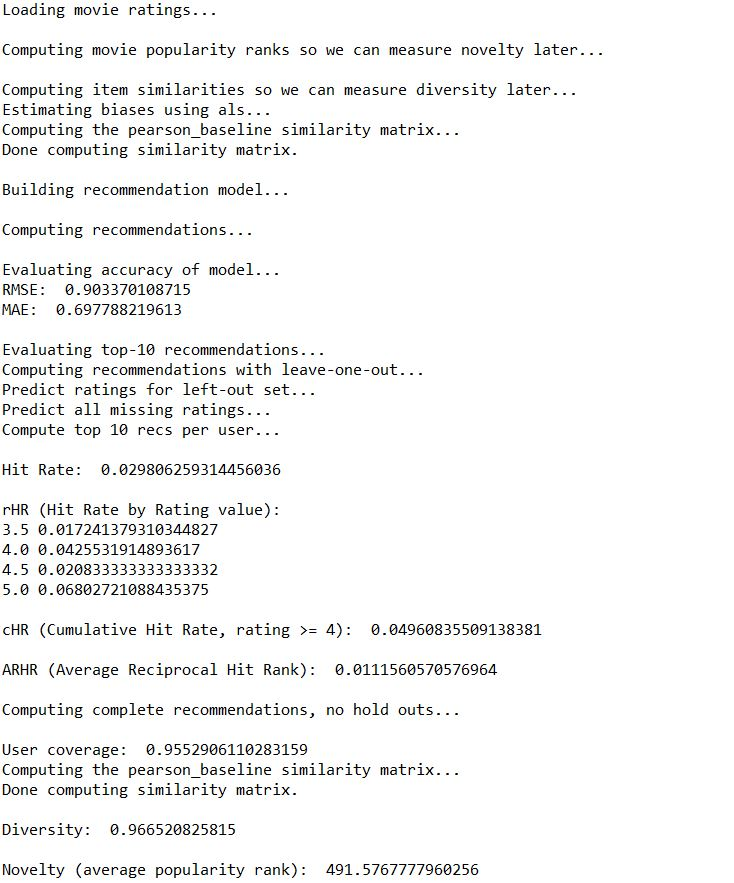 Loading movie ratings...
Computing movie popularity ranks so we can measure novelty later...
Computing item similarities so we can measure diversity later...
Estimating biases using als...
Computing the pearson_baseline similarity matrix...
Done computing similarity matrix.
Building recommendation model...
Computing recommendations...
Evaluating accuracy of model...
RMSE:  0.903370108715
MAE:  0.697788219613
Evaluating top-10 recommendations...
Computing recommendations with leave-one-out...
Predict ratings for left-out set...
Predict all missing ratings...
Compute top 10 recs per user...
Hit Rate:  0.029806259314456036
rHR (Hit Rate by Rating value):
3.5 0.017241379310344827
4.0 0.0425531914893617
4.5 0.020833333333333332
5.0 0.06802721088435375
cHR (Cumulative Hit Rate, rating >= 4):  0.04960835509138381
ARHR (Average Reciprocal Hit Rank):  0.0111560570576964
Computing complete recommendations, no hold outs...
User coverage:  0.9552906110283159
Computing the pearson_baseline similarity matrix...
Done computing similarity matrix.
Diversity:  0.966520825815
Novelty (average popularity rank):  491.5767777960256